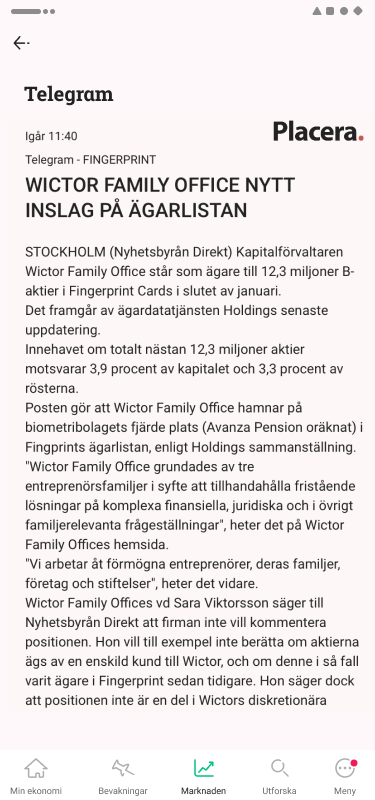 Telegram
Igår 11:40
Placera.
Telegram - FINGERPRINT
WICTOR FAMILY OFFICE NYTT
INSLAG PÅ ÄGARLISTAN
STOCKHOLM (Nyhetsbyrån Direkt) Kapitalförvaltaren
Wictor Family Office står som ägare till 12,3 miljoner B-
aktier i Fingerprint Cards i slutet av januari.
Det framgår av ägardatatjänsten Holdings senaste
uppdatering.
Innehavet om totalt nästan 12,3 miljoner aktier
motsvarar 3,9 procent av kapitalet och 3,3 procent av
rösterna.
Posten gör att Wictor Family Office hamnar på
biometribolagets fjärde plats (Avanza Pension oräknat) i
Fingprints ägarlistan, enligt Holdings sammanställning.
"Wictor Family Office grundades av tre
entreprenörsfamiljer i syfte att tillhandahålla fristående
lösningar på komplexa finansiella, juridiska och i övrigt
familjerelevanta frågeställningar", heter det på Wictor
Family Offices hemsida.
"Vi arbetar åt förmögna entreprenörer, deras familjer,
företag och stiftelser", heter det vidare.
Wictor Family Offices vd Sara Viktorsson säger till
Nyhetsbyrån Direkt att firman inte vill kommentera
positionen. Hon vill till exempel inte berätta om aktierna
ägs av en enskild kund till Wictor, och om denne i så fall
varit ägare i Fingerprint sedan tidigare. Hon säger dock
att positionen inte är en del i Wictors diskretionära
Min ekonomi
Bevakningar
Marknaden
Utforska
Meny